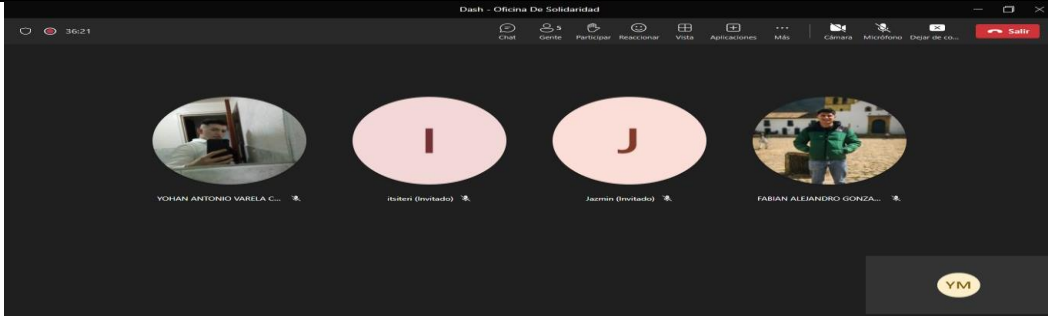 Dash - Oficina De Solidaridad
36:21
5
Chat Gente Participar Reaccionar Vista Aplicaciones Más Cámara Micrófono Dejar de co... Salir
I J
YOHAN ANTONIO VARELA C... itsiteri (Invitado) Jazmin (Invitado) FABIAN ALEJANDRO GONZA...
YM